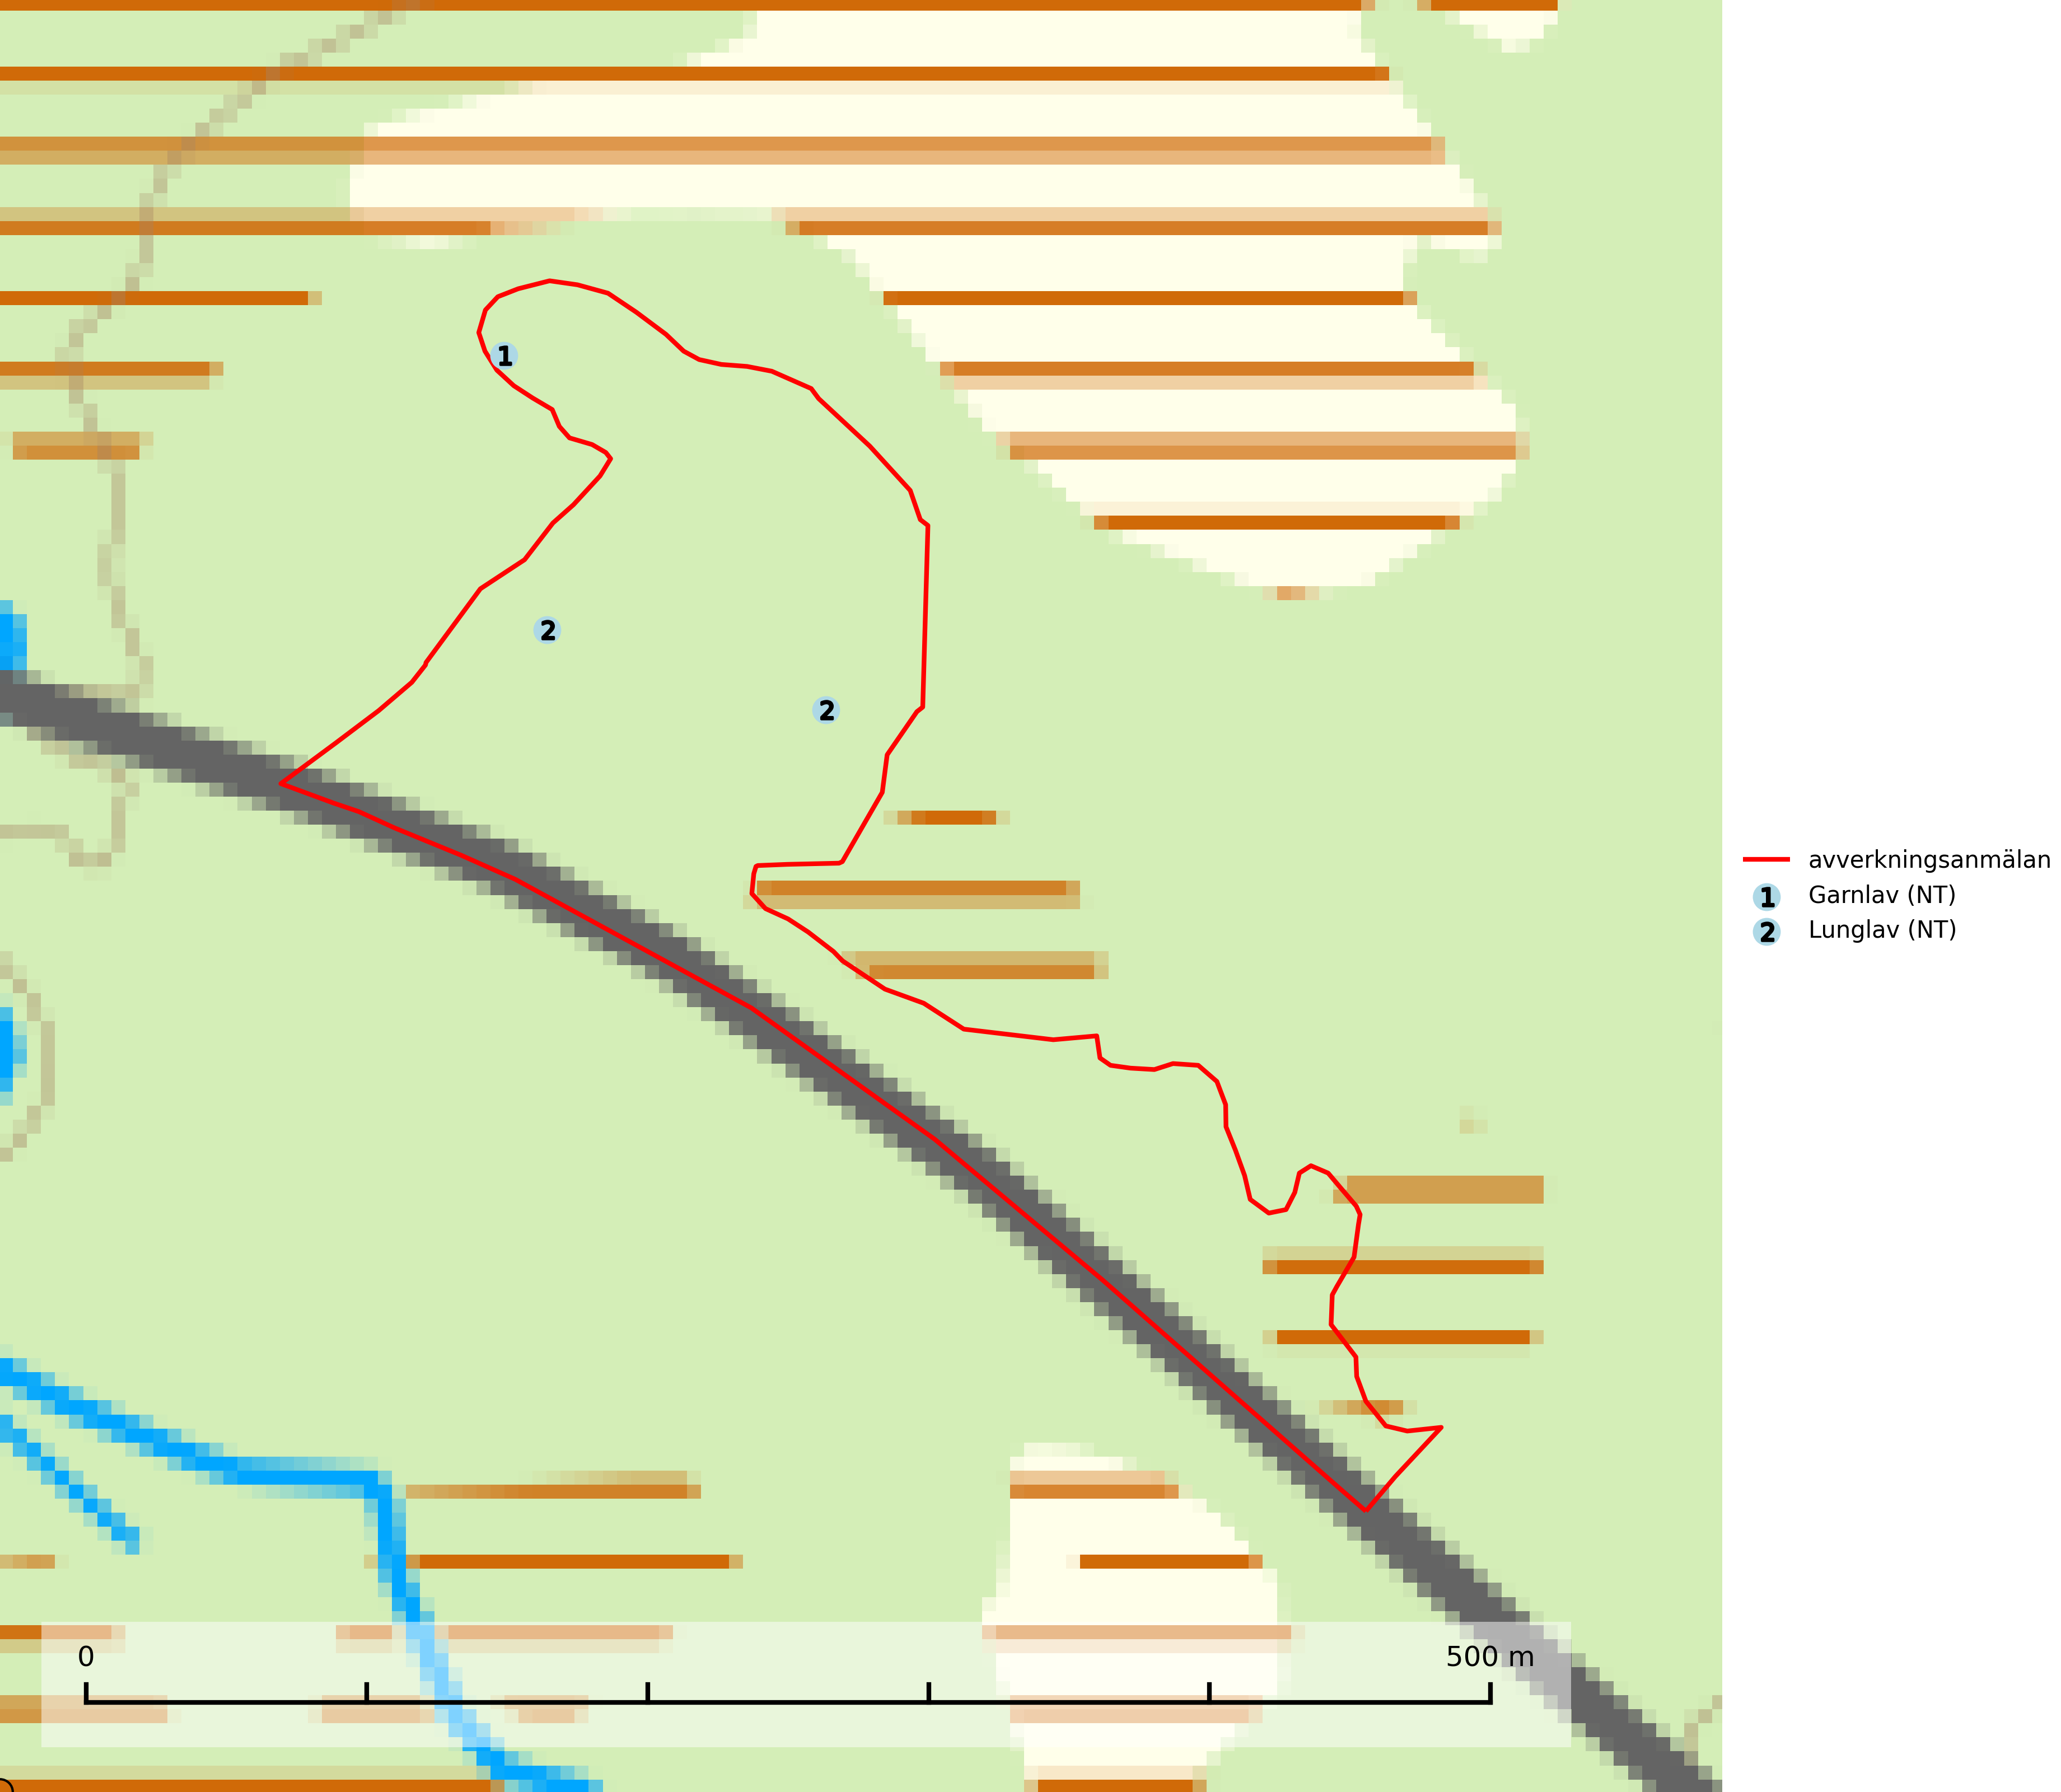 1
2
2
avverkningsanmälan
1 Garnlav (NT)
2 Lunglav (NT)
0 500 m